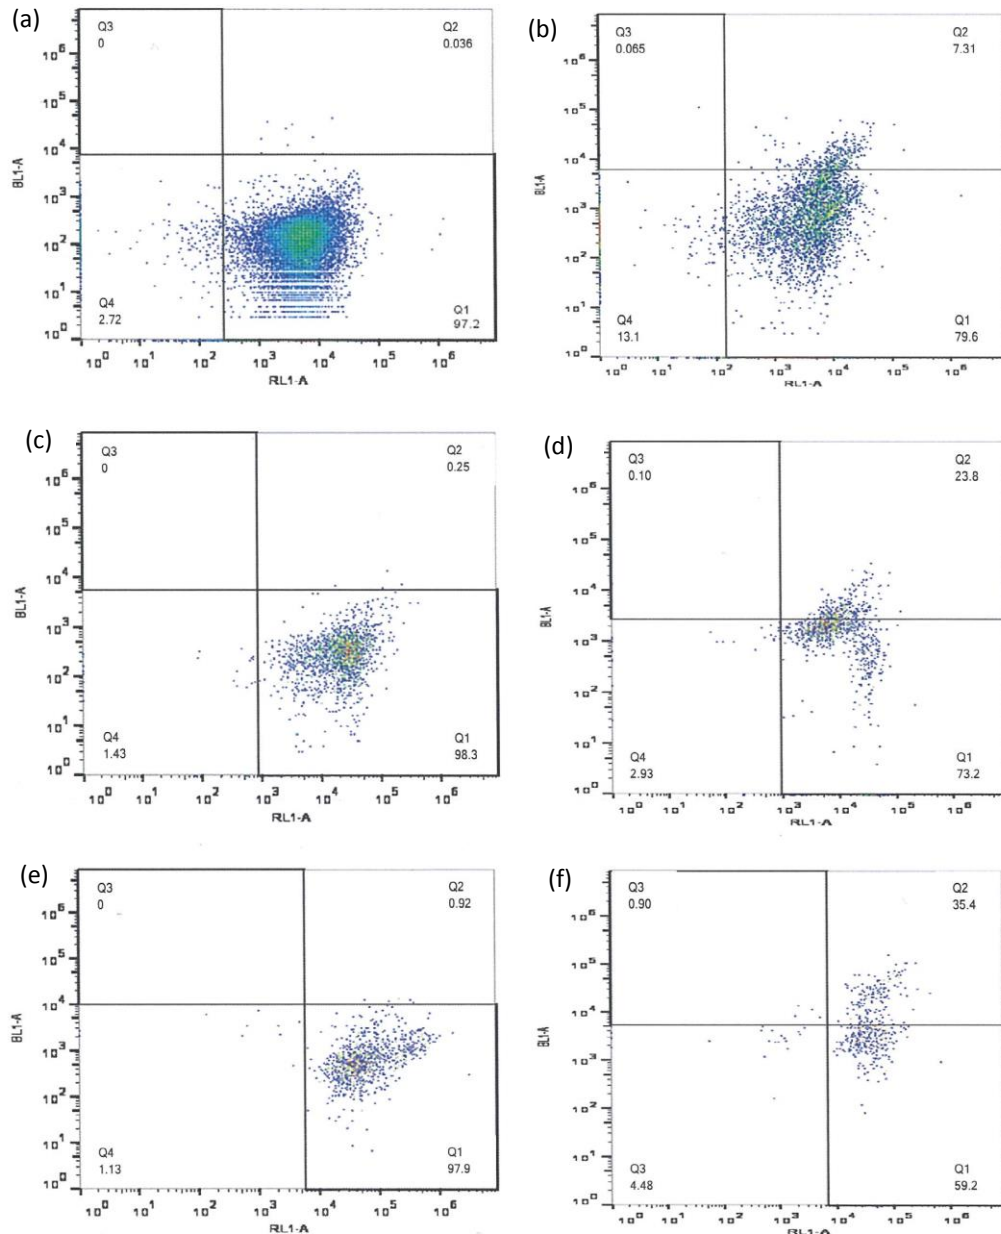 (a)
Q3
0
Q2
0.036
10⁶
10⁵
10⁴
10³
10²
10¹
10⁰
BL1-A
Q4
2.72
Q1
97.2
10⁰ 10¹ 10² 10³ 10⁴ 10⁵ 10⁶
RL1-A
(b)
Q3
0.065
Q2
7.31
10⁶
10⁵
10⁴
10³
10²
10¹
10⁰
BL1-A
Q4
13.1
Q1
79.6
10⁰ 10¹ 10² 10³ 10⁴ 10⁵ 10⁶
RL1-A
(c)
Q3
0
Q2
0.25
10⁶
10⁵
10⁴
10³
10²
10¹
10⁰
BL1-A
Q4
1.43
Q1
98.3
10⁰ 10¹ 10² 10³ 10⁴ 10⁵ 10⁶
RL1-A
(d)
Q3
0.10
Q2
23.8
10⁶
10⁵
10⁴
10³
10²
10¹
10⁰
BL1-A
Q4
2.93
Q1
73.2
10⁰ 10¹ 10² 10³ 10⁴ 10⁵ 10⁶
RL1-A
(e)
Q3
0
Q2
0.92
10⁶
10⁵
10⁴
10³
10²
10¹
10⁰
BL1-A
Q4
1.13
Q1
97.9
10⁰ 10¹ 10² 10³ 10⁴ 10⁵ 10⁶
RL1-A
(f)
Q3
0.90
Q2
35.4
10⁶
10⁵
10⁴
10³
10²
10¹
10⁰
BL1-A
Q3
4.48
Q1
59.2
10⁰ 10¹ 10² 10³ 10⁴ 10⁵ 10⁶
RL1-A